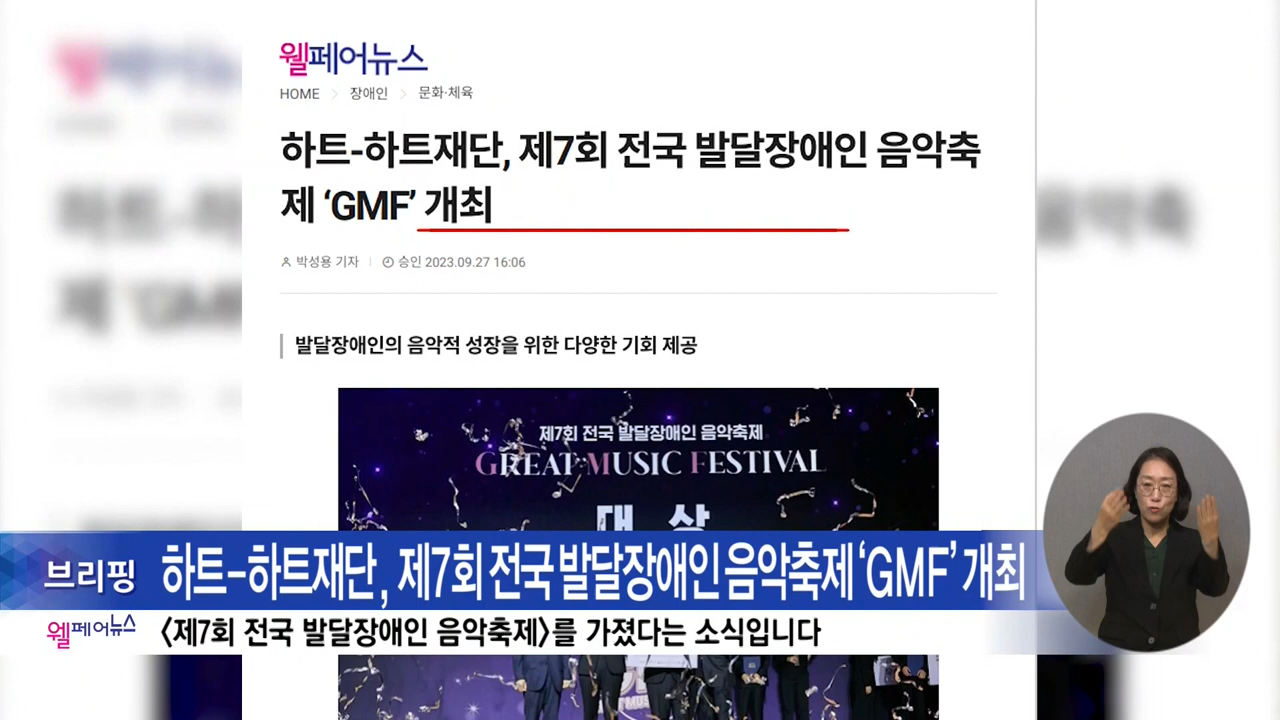 웰페어뉴스
HOME 장애인 문화·체육
하트-하트재단, 제7회 전국 발달장애인 음악축
제 ‘GMF’ 개최
박성용 기자 승인 2023.09.27 16:06
발달장애인의 음악적 성장을 위한 다양한 기회 제공
제7회 전국 발달장애인 음악축제
GREAT MUSIC FESTIVAL
대상
브리핑 하트-하트재단, 제7회 전국 발달장애인 음악축제 ‘GMF’ 개최
웰페어뉴스 <제7회 전국 발달장애인 음악축제>를 가졌다는 소식입니다